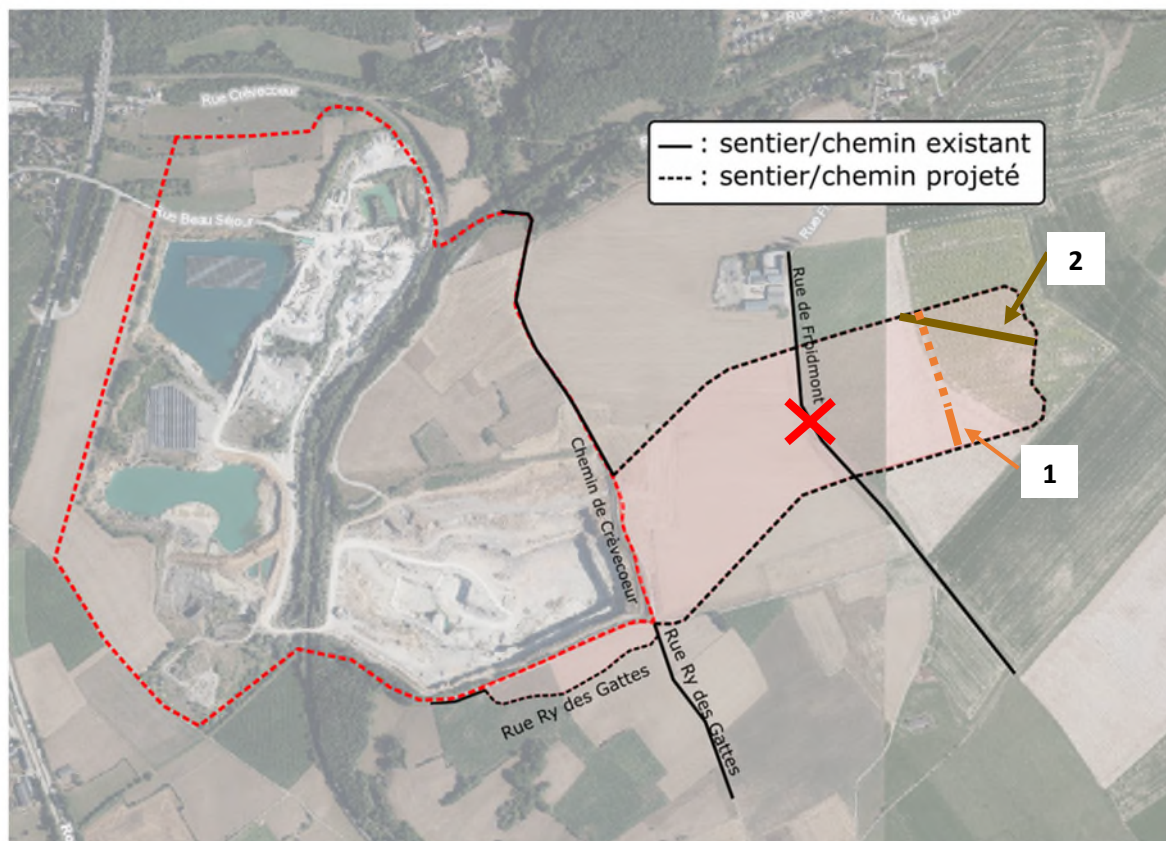 Rue Crèvecoeur
Rue Beau Séjour
— : sentier/chemin existant
---- : sentier/chemin projeté
2
Rue de Froidmont
1
Chemin de Crèvecoeur
Rue Ry des Gattes
Rue Ry des Gattes